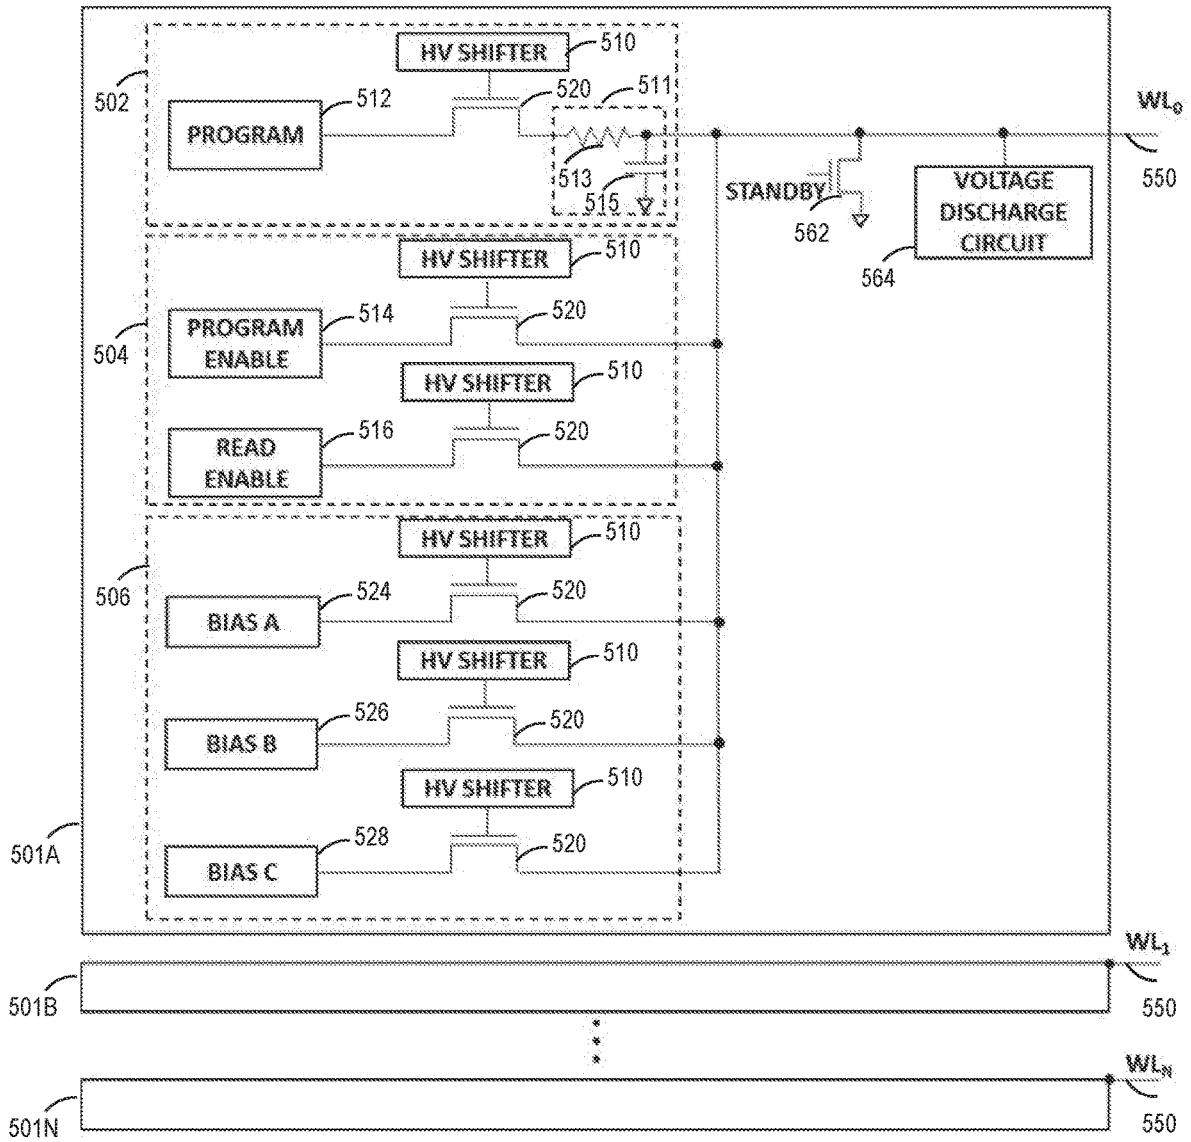 HV SHIFTER 510
502
PROGRAM 512
520
511
513
515
WL0
550
STANDBY
562
VOLTAGE
DISCHARGE
CIRCUIT
564
HV SHIFTER 510
504
PROGRAM
ENABLE
514
520
HV SHIFTER 510
READ
ENABLE
516
520
HV SHIFTER 510
506
BIAS A 524
520
HV SHIFTER 510
BIAS B 526
520
HV SHIFTER 510
501A
BIAS C 528
520
WL1
501B
550
WLN
501N
550